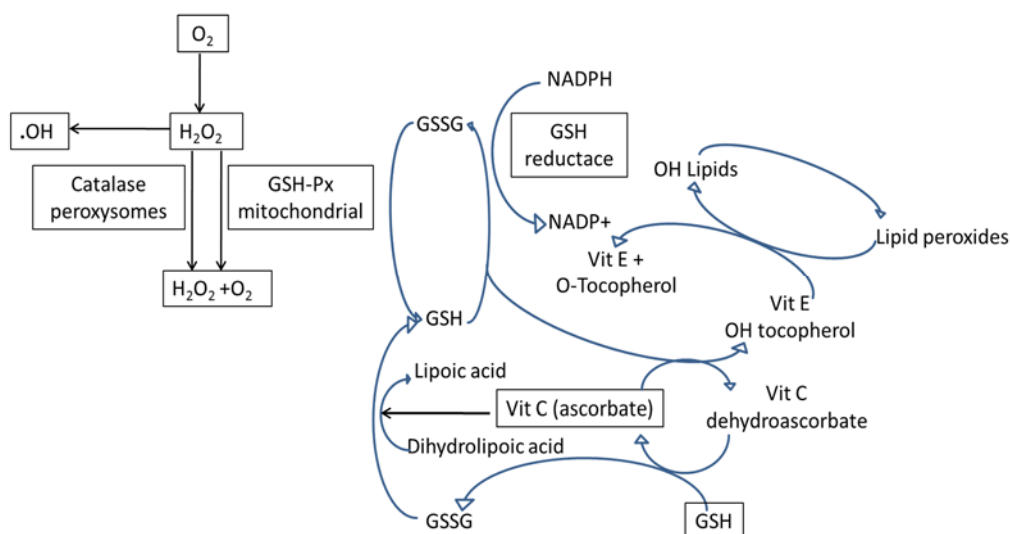 O₂
.OH
H₂O₂
Catalase
peroxysomes
GSH-Px
mitochondrial
H₂O₂ +O₂
NADPH
GSSG
GSH
reductace
NADP+
Vit E +
O-Tocopherol
OH Lipids
Lipid peroxides
Vit E
OH tocopherol
GSH
Lipoic acid
Vit C (ascorbate)
Vit C
dehydroascorbate
Dihydrolipoic acid
GSSG
GSH